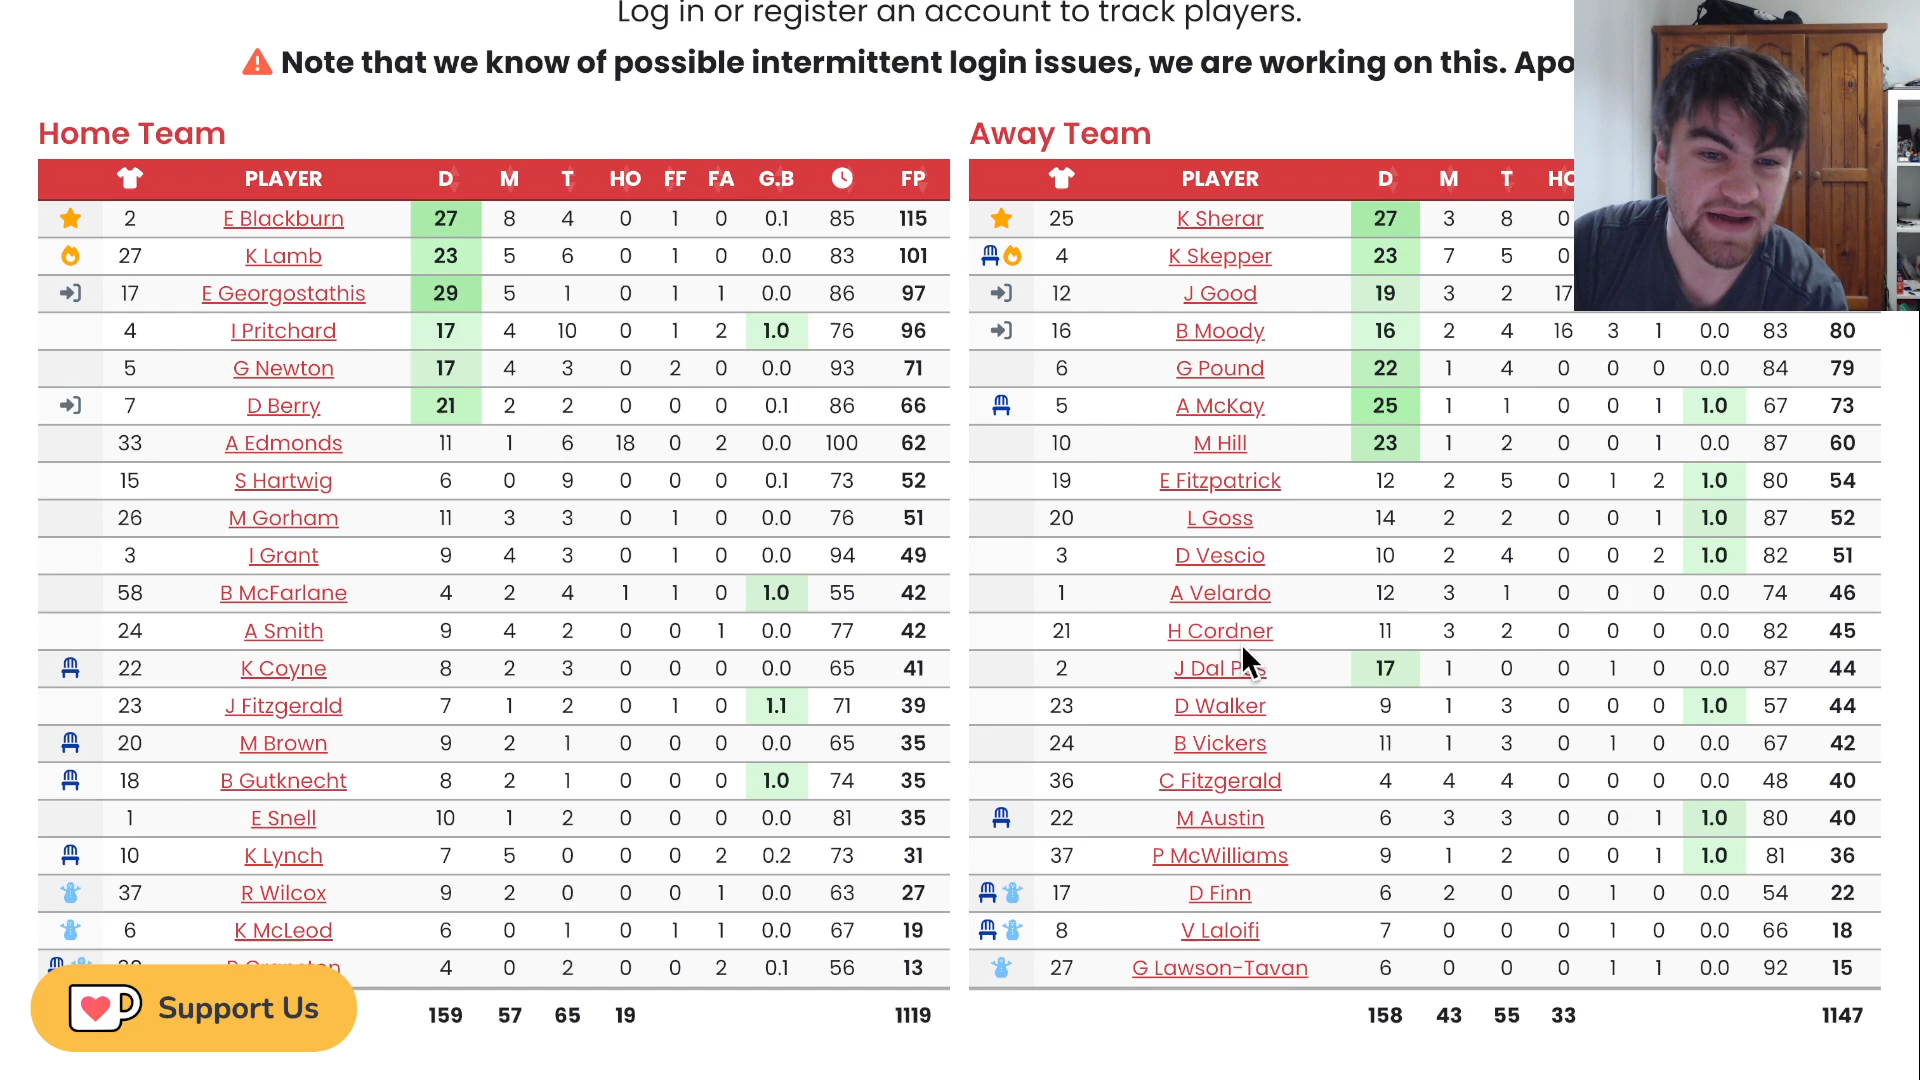 Log in or register an account to track players.
Note that we know of possible intermittent login issues, we are working on this. Apo
Home Team
PLAYER D M T HO FF FA G.B FP
2 E Blackburn 27 8 4 0 1 0 0.1 85 115
27 K Lamb 23 5 6 0 1 0 0.0 83 101
17 E Georgostathis 29 5 1 0 1 1 0.0 86 97
4 I Pritchard 17 4 10 0 1 2 1.0 76 96
5 G Newton 17 4 3 0 2 0 0.0 93 71
7 D Berry 21 2 2 0 0 0 0.1 86 66
33 A Edmonds 11 1 6 18 0 2 0.0 100 62
15 S Hartwig 6 0 9 0 0 0 0.1 73 52
26 M Gorham 11 3 3 0 1 0 0.0 76 51
3 I Grant 9 4 3 0 1 0 0.0 94 49
58 B McFarlane 4 2 4 1 1 0 1.0 55 42
24 A Smith 9 4 2 0 0 1 0.0 77 42
22 K Coyne 8 2 3 0 0 0 0.0 65 41
23 J Fitzgerald 7 1 2 0 1 0 1.1 71 39
20 M Brown 9 2 1 0 0 0 0.0 65 35
18 B Gutknecht 8 2 1 0 0 0 1.0 74 35
1 E Snell 10 1 2 0 0 0 0.0 81 35
10 K Lynch 7 5 0 0 0 2 0.2 73 31
37 R Wilcox 9 2 0 0 0 1 0.0 63 27
6 K McLeod 6 0 1 0 1 1 0.0 67 19
4 0 2 0 0 2 0.1 56 13
159 57 65 19 1119
Support Us
Away Team
PLAYER D M T HO
25 K Sherar 27 3 8 0
4 K Skepper 23 7 5 0
12 J Good 19 3 2 17
16 B Moody 16 2 4 16 3 1 0.0 83 80
6 G Pound 22 1 4 0 0 0 0.0 84 79
5 A McKay 25 1 1 0 0 1 1.0 67 73
10 M Hill 23 1 2 0 0 1 0.0 87 60
19 E Fitzpatrick 12 2 5 0 1 2 1.0 80 54
20 L Goss 14 2 2 0 0 1 1.0 87 52
3 D Vescio 10 2 4 0 0 2 1.0 82 51
1 A Velardo 12 3 1 0 0 0 0.0 74 46
21 H Cordner 11 3 2 0 0 0 0.0 82 45
2 J Dal 17 1 0 0 1 0 0.0 87 44
23 D Walker 9 1 3 0 0 0 1.0 57 44
24 B Vickers 11 1 3 0 1 0 0.0 67 42
36 C Fitzgerald 4 4 4 0 0 0 0.0 48 40
22 M Austin 6 3 3 0 0 1 1.0 80 40
37 P McWilliams 9 1 2 0 0 1 1.0 81 36
17 D Finn 6 2 0 0 1 0 0.0 54 22
8 V Laloifi 7 0 0 0 1 0 0.0 66 18
27 G Lawson-Tavan 6 0 0 0 1 1 0.0 92 15
158 43 55 33 1147